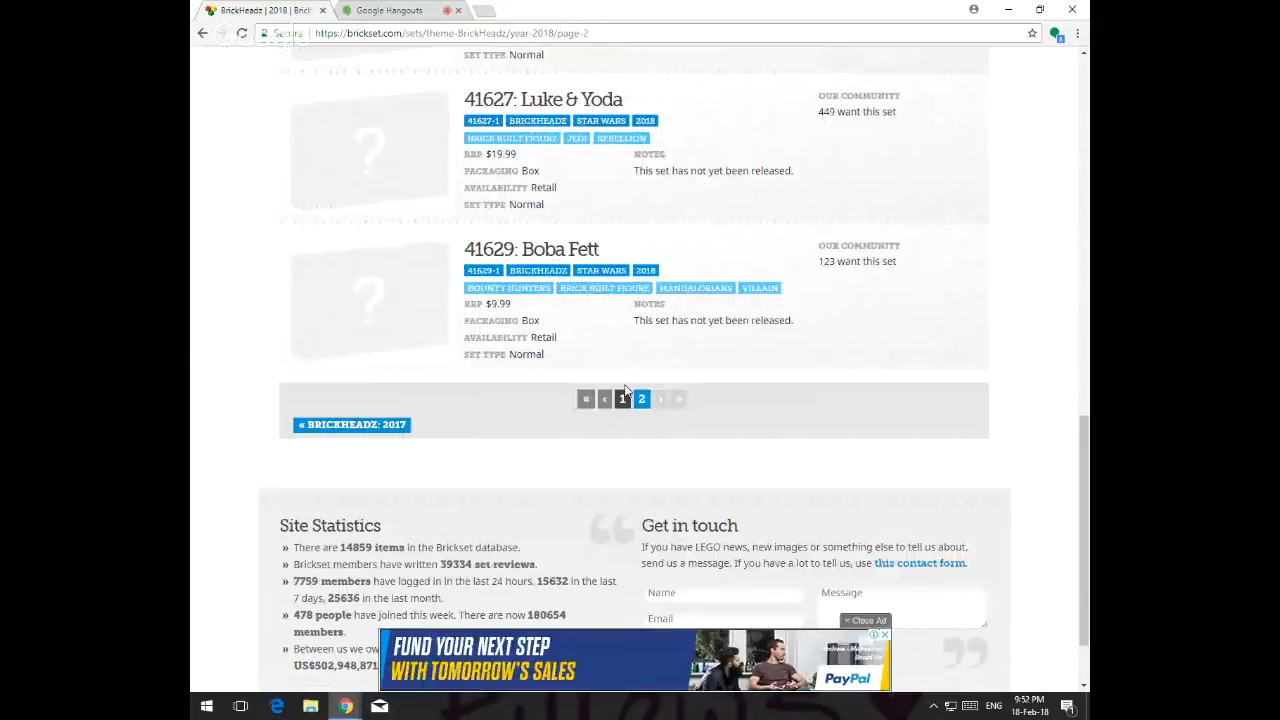 BrickHeadz | 2018 | Brick
Google Hangouts
Secure
https://brickset.com/sets/theme-BrickHeadz/year-2018/page-2
SET TYPE Normal
41627: Luke & Yoda
41627-1 BRICKHEADZ STAR WARS 2018
BRICK BUILT FIGURE JEDI REBELLION
RRP $19.99
PACKAGING Box
AVAILABILITY Retail
SET TYPE Normal
NOTES
This set has not yet been released.
OUR COMMUNITY
449 want this set
41629: Boba Fett
41629-1 BRICKHEADZ STAR WARS 2018
BOUNTY HUNTERS BRICK BUILT FIGURE MANDALORIANS VILLAIN
RRP $9.99
PACKAGING Box
AVAILABILITY Retail
SET TYPE Normal
NOTES
This set has not yet been released.
OUR COMMUNITY
123 want this set
« ‹ 1 2 › »
« BRICKHEADZ: 2017
Site Statistics
» There are 14859 items in the Brickset database.
» Brickset members have written 39334 set reviews.
» 7759 members have logged in in the last 24 hours, 15632 in the last
7 days, 25636 in the last month.
» 478 people have joined this week. There are now 180654
members.
» Between us we ow
US$502,948,871
Get in touch
If you have LEGO news, new images or something else to tell us about,
send us a message. If you have a lot to tell us, use this contact form.
Name
Email
Message
× Close Ad
FUND YOUR NEXT STEP
WITH TOMORROW'S SALES
PayPal
ENG
9:52 PM
18-Feb-18